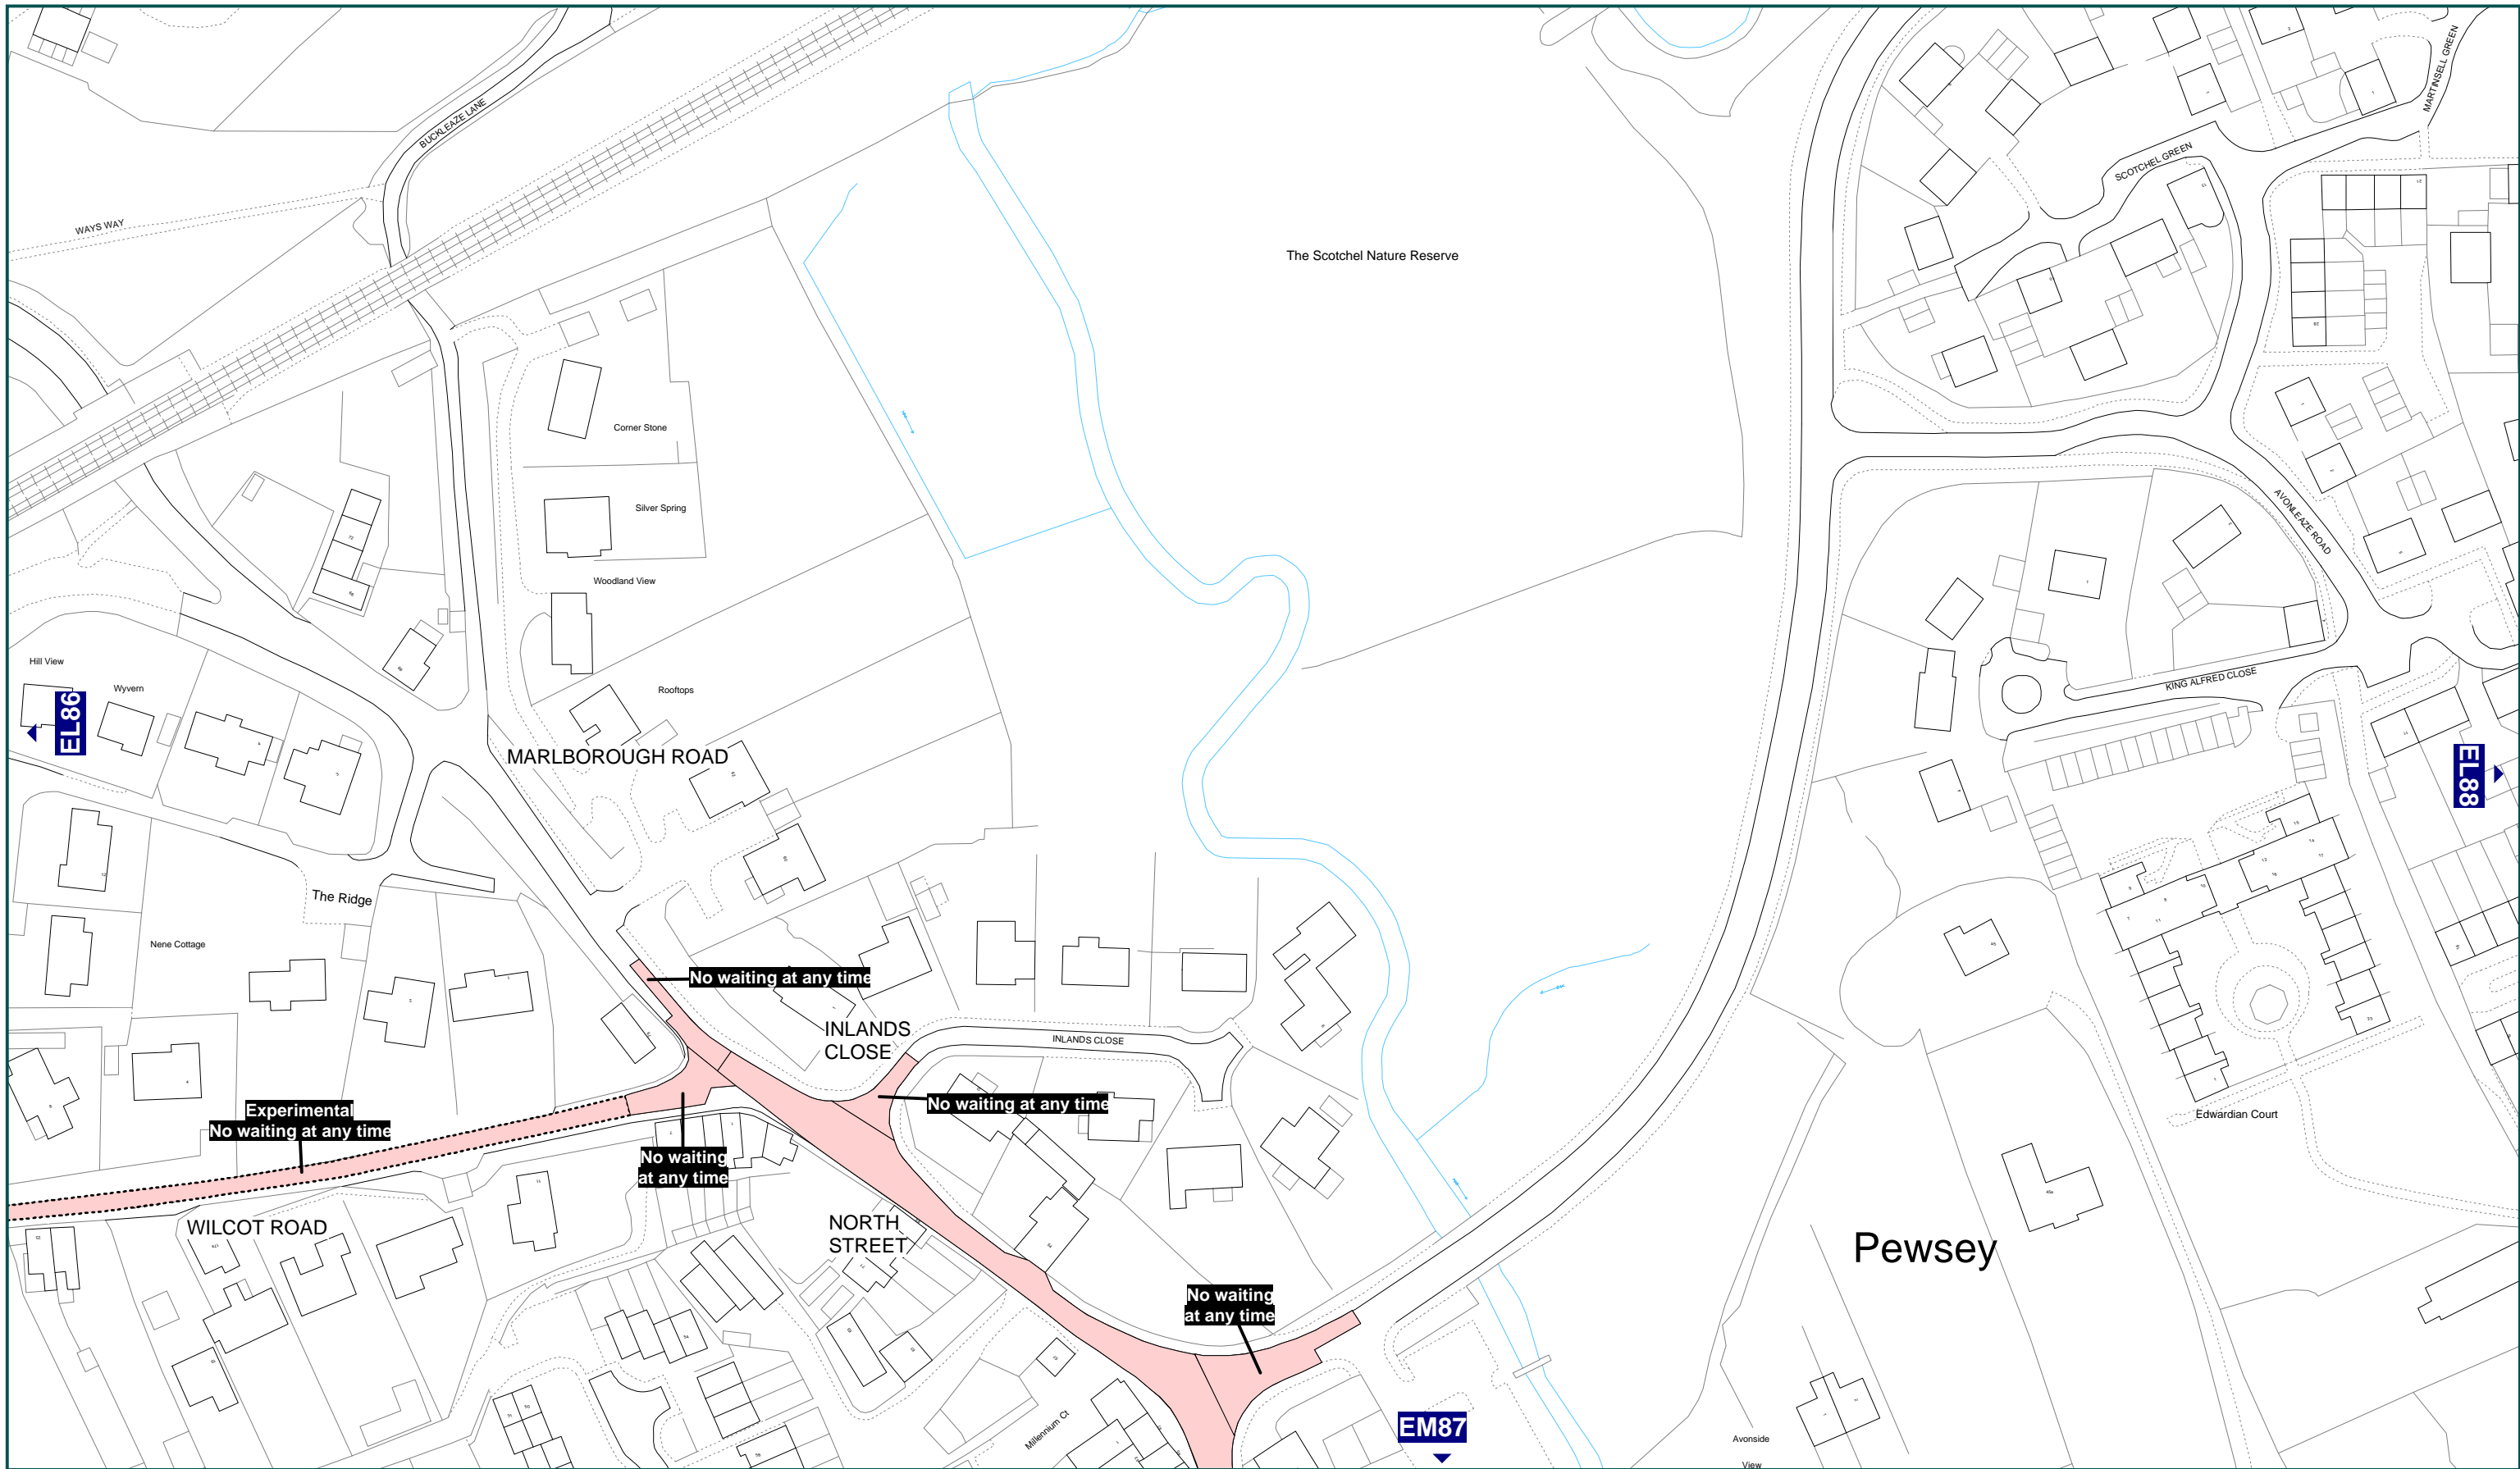 BUCKLEAZE LANE
MARTINSELL GREEN
SCOTCHEL GREEN
WAYS WAY
The Scotchel Nature Reserve
Corner Stone
Silver Spring
AVONLEAZE ROAD
Woodland View
Hill View
Wyvern
Rooftops
KING ALFRED CLOSE
EL86
MARLBOROUGH ROAD
EL88
The Ridge
Nene Cottage
No waiting at any time
INLANDS
CLOSE
INLANDS CLOSE
No waiting at any time
Experimental
No waiting at any time
Edwardian Court
No waiting
at any time
WILCOT ROAD
NORTH
STREET
Pewsey
No waiting
at any time
Millennium Ct
EM87
Avonside
View